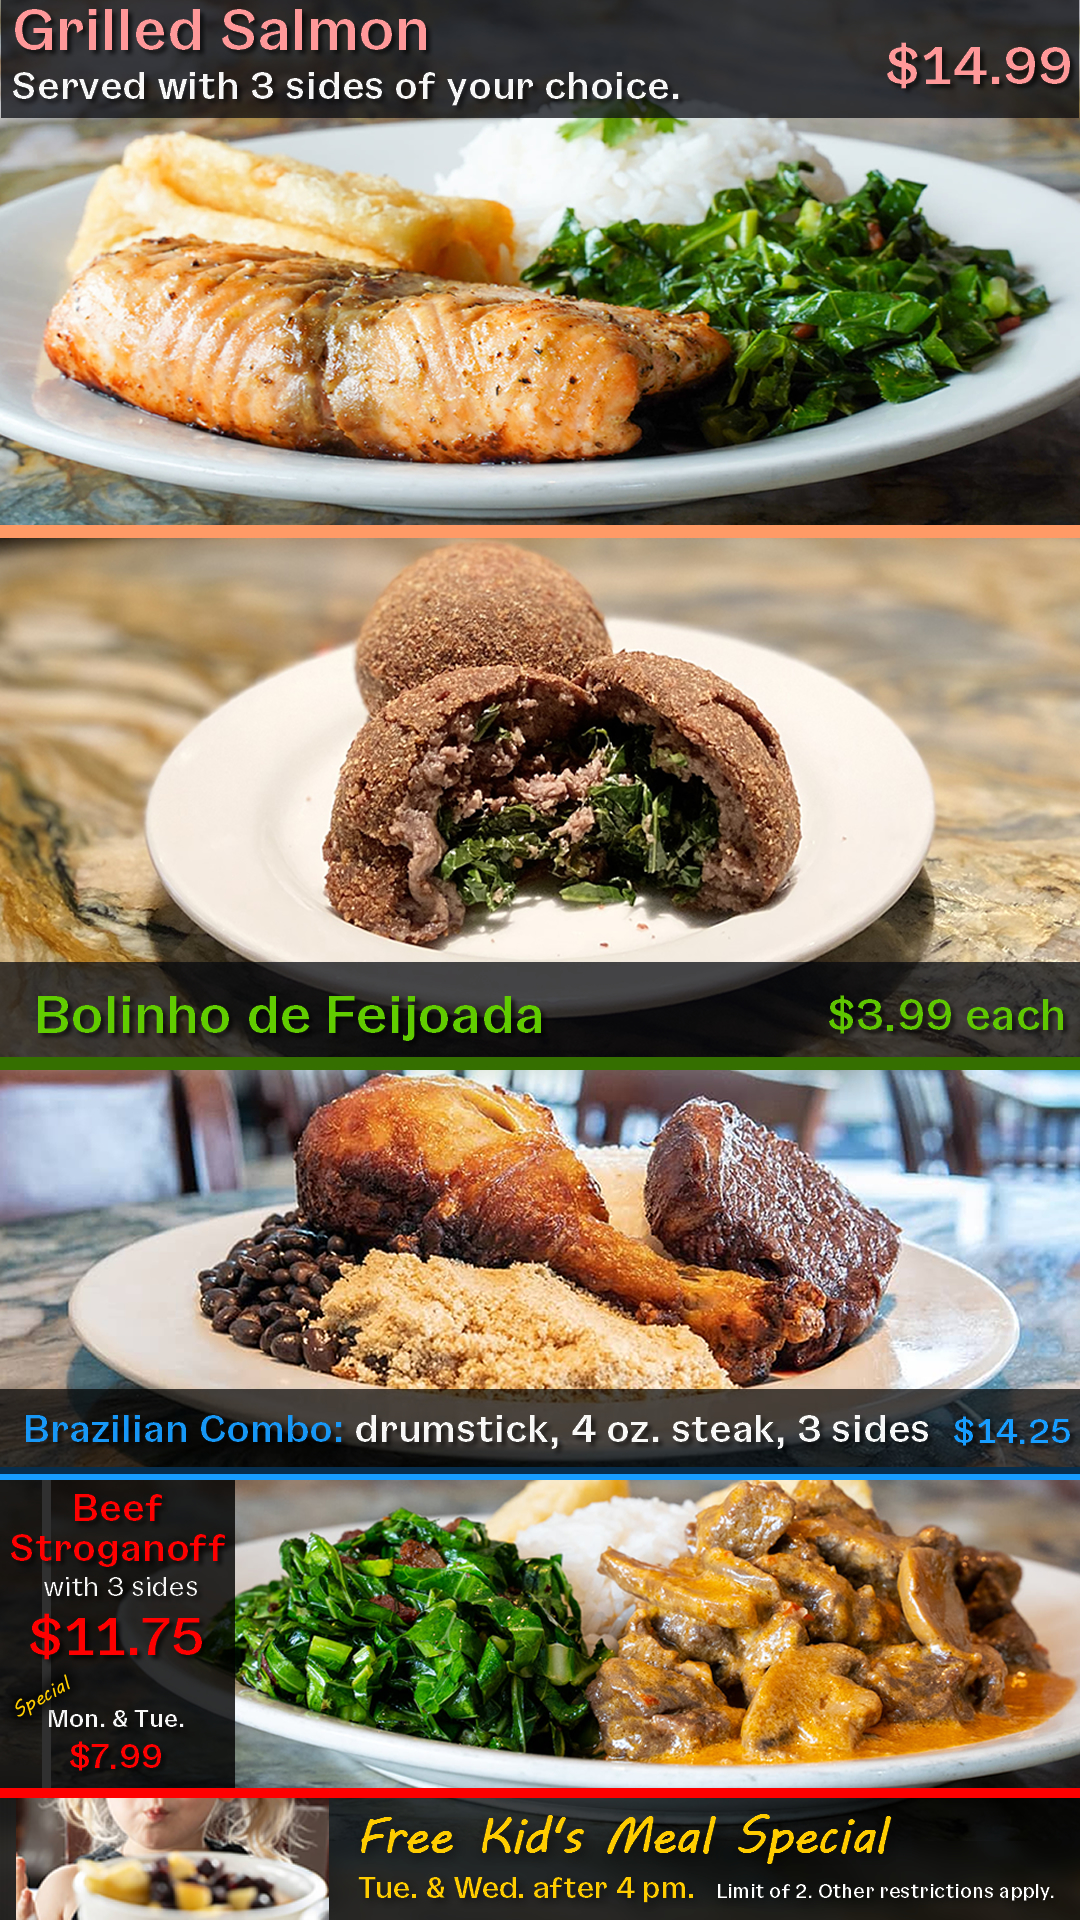 Grilled Salmon
Served with 3 sides of your choice.
$14.99
Bolinho de Feijoada
$3.99 each
Brazilian Combo: drumstick, 4 oz. steak, 3 sides $14.25
Beef
Stroganoff
with 3 sides
$11.75
Special
Mon. & Tue.
$7.99
Free Kid's Meal Special
Tue. & Wed. after 4 pm. Limit of 2. Other restrictions apply.